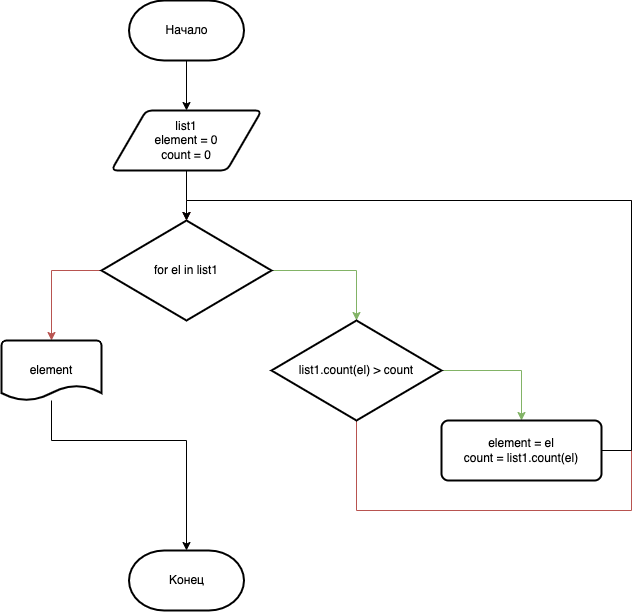 Начало
list1
element = 0
count = 0
for el in list1
element
list1.count(el) > count
element = el
count = list1.count(el)
Конец